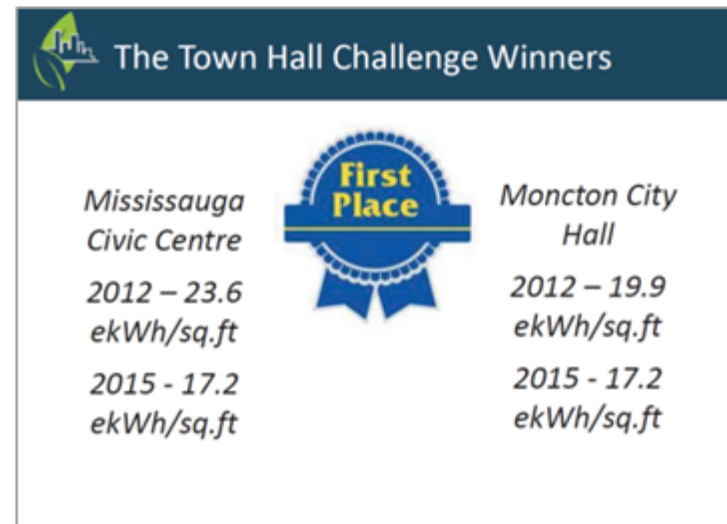 The Town Hall Challenge Winners
Mississauga
Civic Centre
2012 – 23.6
ekWh/sq.ft
2015 - 17.2
ekWh/sq.ft
First
Place
Moncton City
Hall
2012 – 19.9
ekWh/sq.ft
2015 - 17.2
ekWh/sq.ft